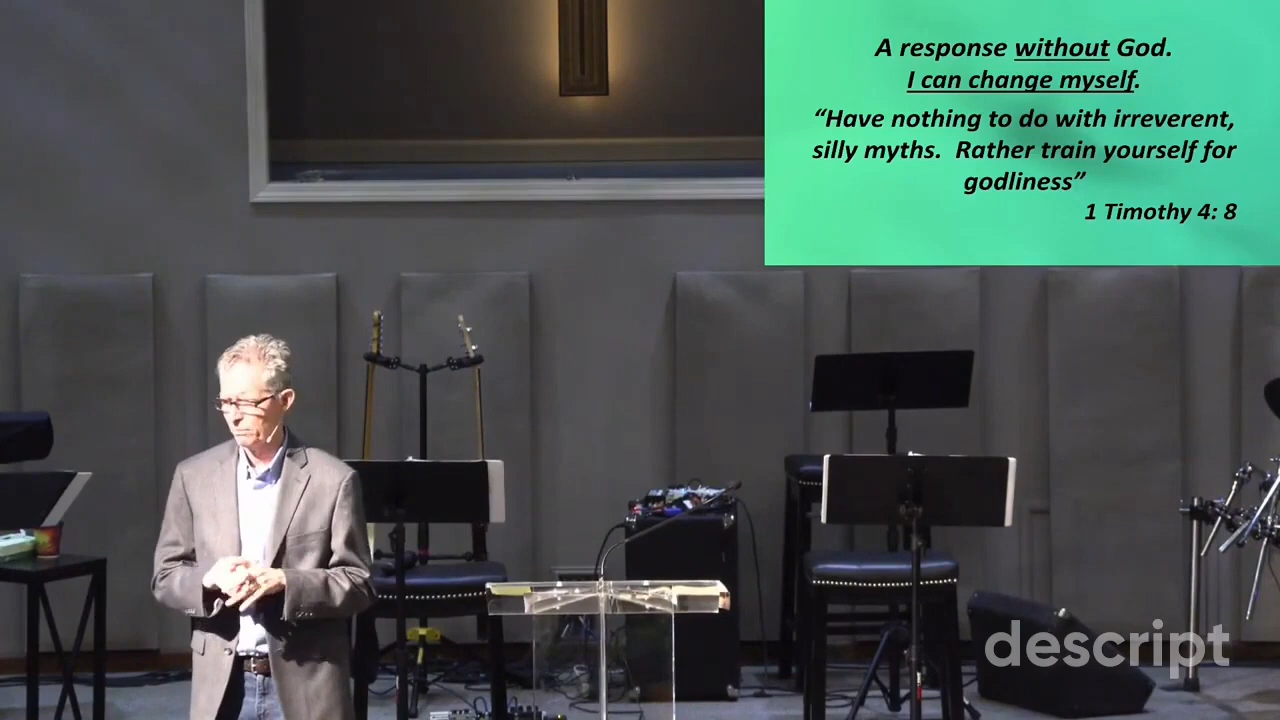 A response without God.
I can change myself.
“Have nothing to do with irreverent,
silly myths. Rather train yourself for
godliness”
1 Timothy 4: 8
descript